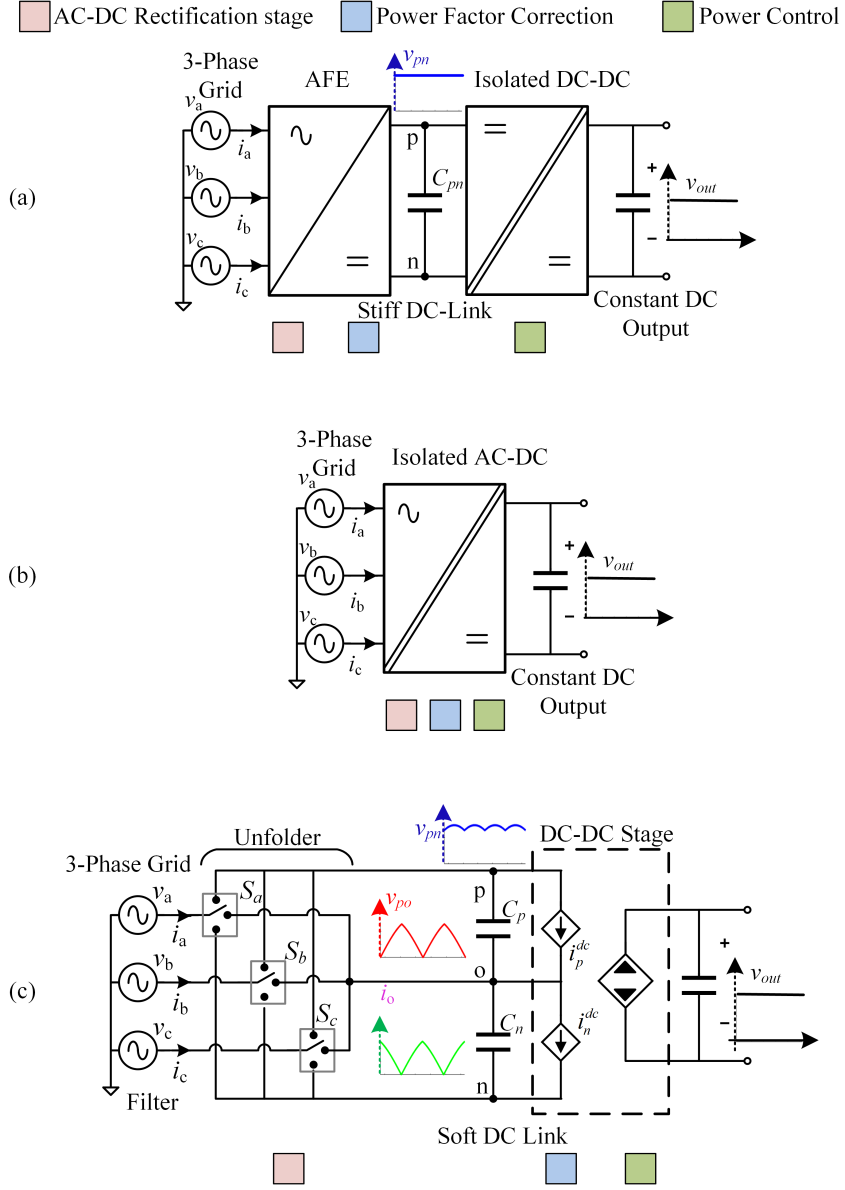 AC-DC Rectification stage Power Factor Correction Power Control
(a)
3-Phase
Grid
AFE
v_pn
Isolated DC-DC
v_a
i_a
v_b
i_b
v_c
i_c
p
C_pn
n
+
v_out
−
Stiff DC-Link
Constant DC
Output
(b)
3-Phase
Grid
Isolated AC-DC
v_a
i_a
v_b
i_b
v_c
i_c
+
v_out
−
Constant DC
Output
(c)
Unfolder
v_pn
DC-DC Stage
3-Phase Grid
v_a
i_a
S_a
v_b
i_b
S_b
v_c
i_c
S_c
Filter
v_po
i_o
p
C_p
o
C_n
n
i_p^dc
i_n^dc
+
v_out
−
Soft DC Link